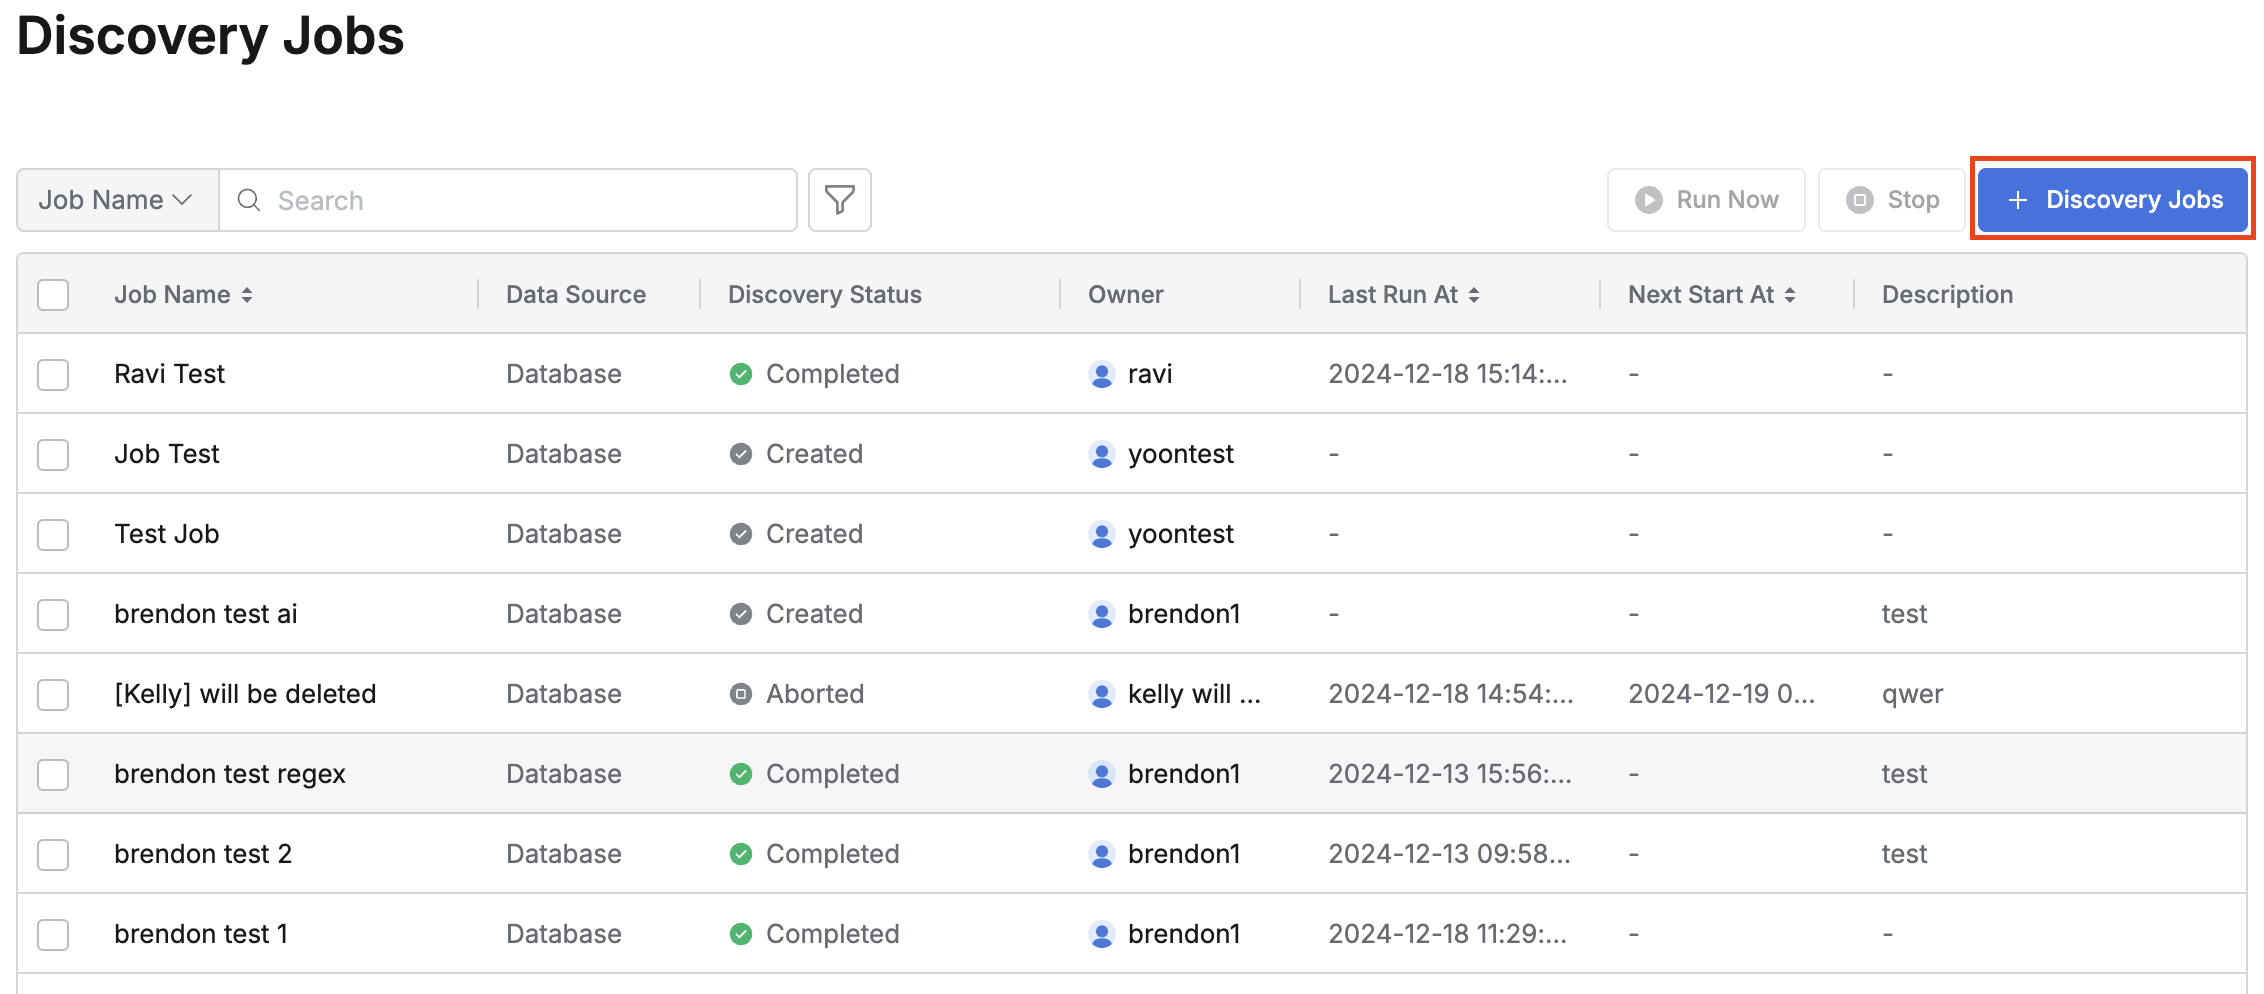 Discovery Jobs
Job Name Search Run Now Stop + Discovery Jobs
Job Name Data Source Discovery Status Owner Last Run At Next Start At Description
Ravi Test Database Completed ravi 2024-12-18 15:14:... - -
Job Test Database Created yoontest - - -
Test Job Database Created yoontest - - -
brendon test ai Database Created brendon1 - - test
[Kelly] will be deleted Database Aborted kelly will ... 2024-12-18 14:54:... 2024-12-19 0... qwer
brendon test regex Database Completed brendon1 2024-12-13 15:56:... - test
brendon test 2 Database Completed brendon1 2024-12-13 09:58... - test
brendon test 1 Database Completed brendon1 2024-12-18 11:29:... - -